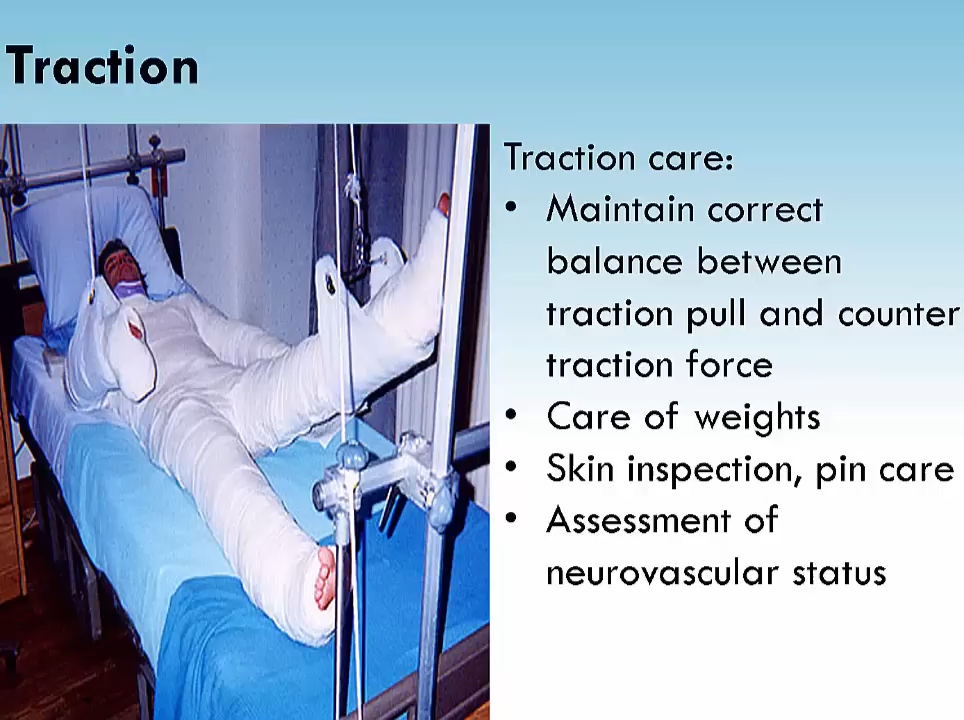 Traction
Traction care:
• Maintain correct
balance between
traction pull and counter
traction force
• Care of weights
• Skin inspection, pin care
• Assessment of
neurovascular status